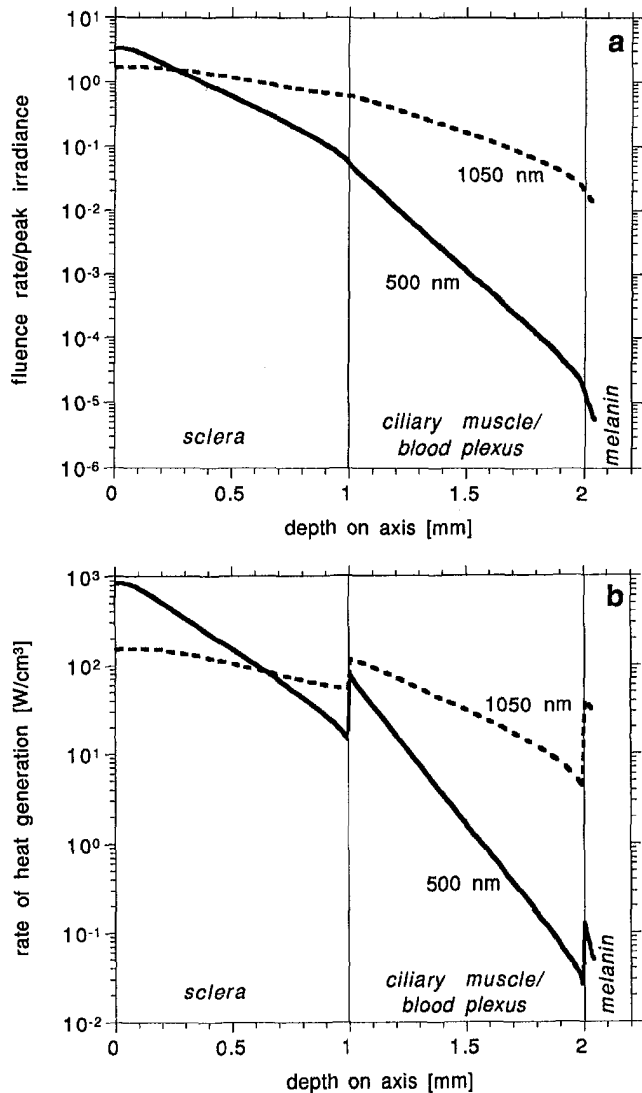 a
fluence rate/peak irradiance
10¹
10⁰
10⁻¹
10⁻²
10⁻³
10⁻⁴
10⁻⁵
10⁻⁶
1050 nm
500 nm
sclera
ciliary muscle/
blood plexus
melanin
0 0.5 1 1.5 2
depth on axis [mm]
b
rate of heat generation [W/cm³]
10³
10²
10¹
10⁰
10⁻¹
10⁻²
1050 nm
500 nm
sclera
ciliary muscle/
blood plexus
melanin
0 0.5 1 1.5 2
depth on axis [mm]